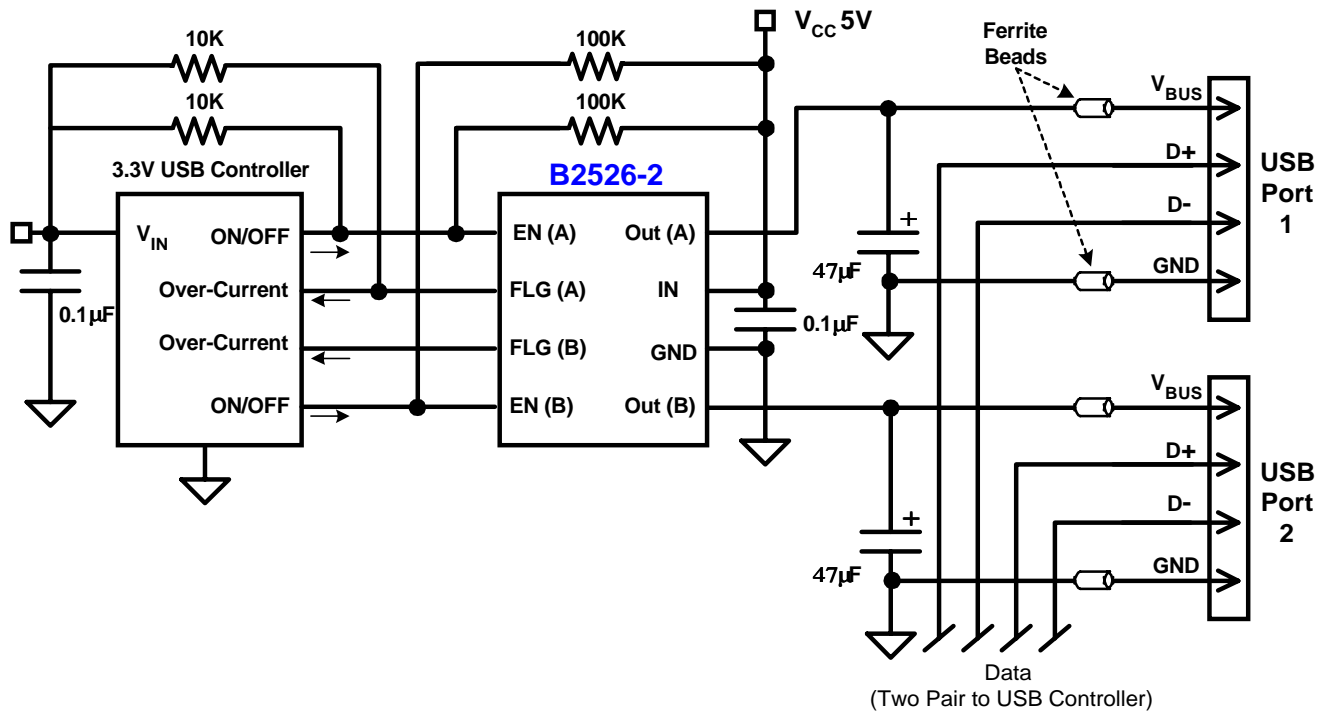 V_CC 5V
10K
100K
Ferrite
Beads
10K
100K
3.3V USB Controller
B2526-2
V_IN
ON/OFF
Over-Current
Over-Current
ON/OFF
0.1µF
EN (A)
FLG (A)
FLG (B)
EN (B)
Out (A)
IN
GND
Out (B)
0.1µF
+
47µF
V_BUS
D+
D-
GND
USB
Port
1
+
47µF
V_BUS
D+
D-
GND
USB
Port
2
Data
(Two Pair to USB Controller)